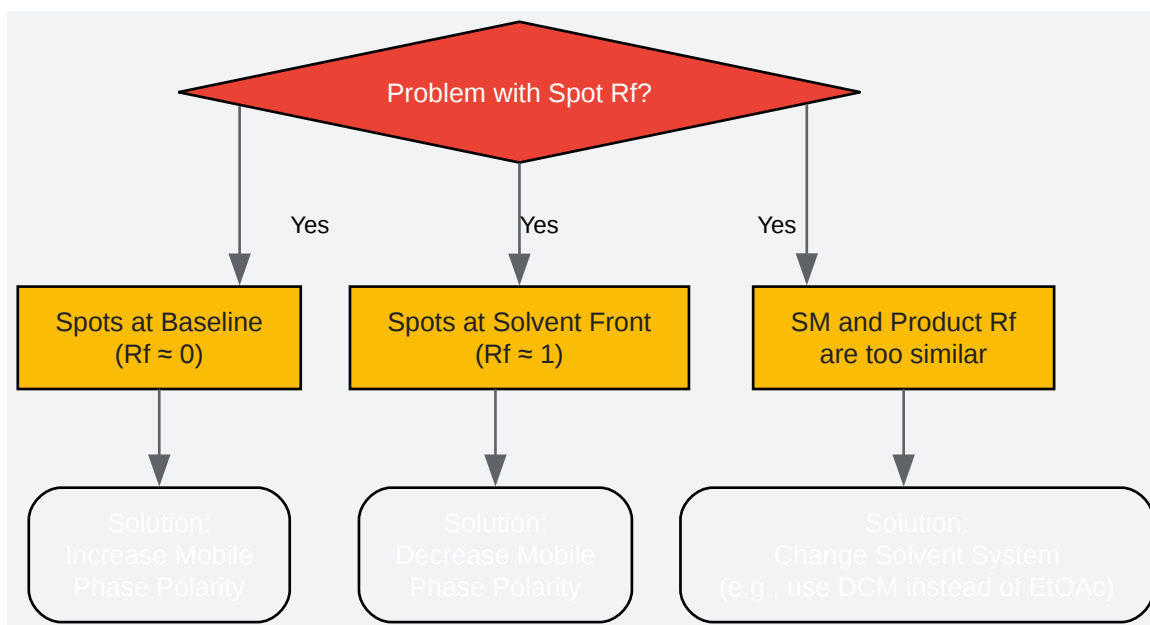 Problem with Spot Rf?
Yes
Yes
Yes
Spots at Baseline
(Rf ≈ 0)
Spots at Solvent Front
(Rf ≈ 1)
SM and Product Rf
are too similar
Solution:
Increase Mobile
Phase Polarity
Solution:
Decrease Mobile
Phase Polarity
Solution:
Change Solvent System
(e.g., use DCM instead of EtOAc)